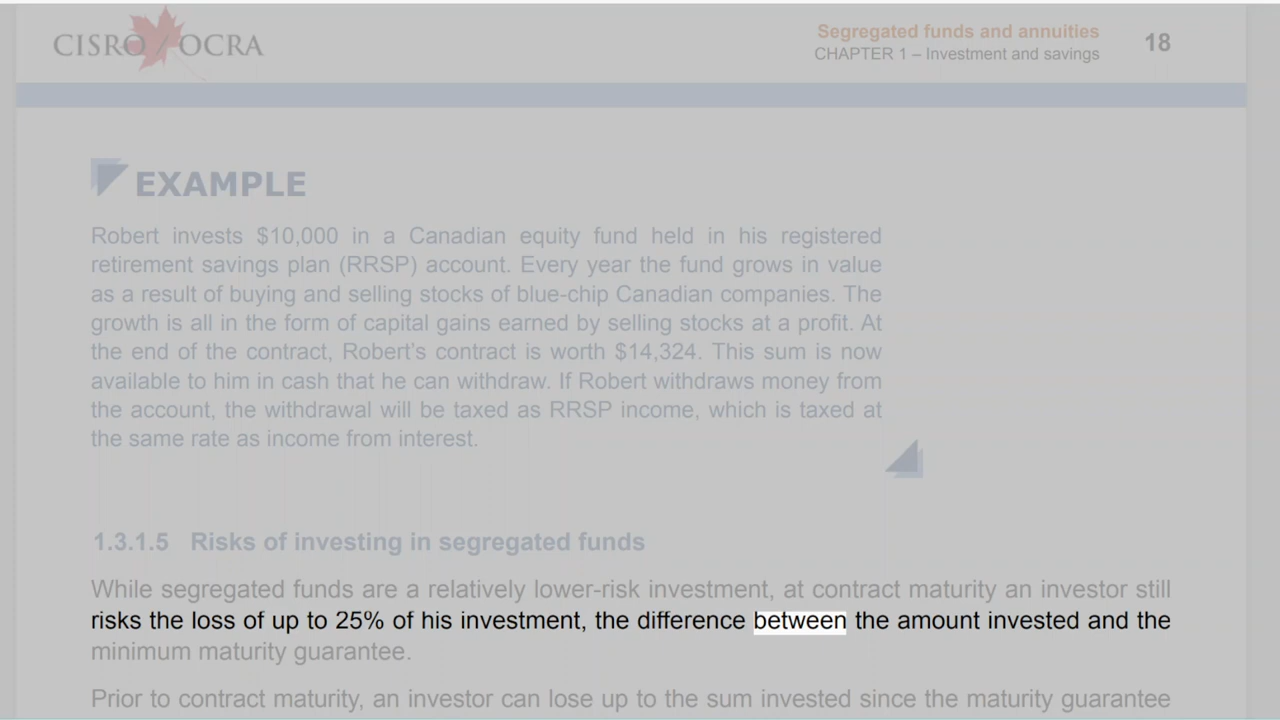 CISRO / OCRA
Segregated funds and annuities
CHAPTER 1 – Investment and savings
18
EXAMPLE
Robert invests $10,000 in a Canadian equity fund held in his registered
retirement savings plan (RRSP) account. Every year the fund grows in value
as a result of buying and selling stocks of blue-chip Canadian companies. The
growth is all in the form of capital gains earned by selling stocks at a profit. At
the end of the contract, Robert's contract is worth $14,324. This sum is now
available to him in cash that he can withdraw. If Robert withdraws money from
the account, the withdrawal will be taxed as RRSP income, which is taxed at
the same rate as income from interest.
1.3.1.5 Risks of investing in segregated funds
While segregated funds are a relatively lower-risk investment, at contract maturity an investor still
risks the loss of up to 25% of his investment, the difference between the amount invested and the
minimum maturity guarantee.
Prior to contract maturity, an investor can lose up to the sum invested since the maturity guarantee